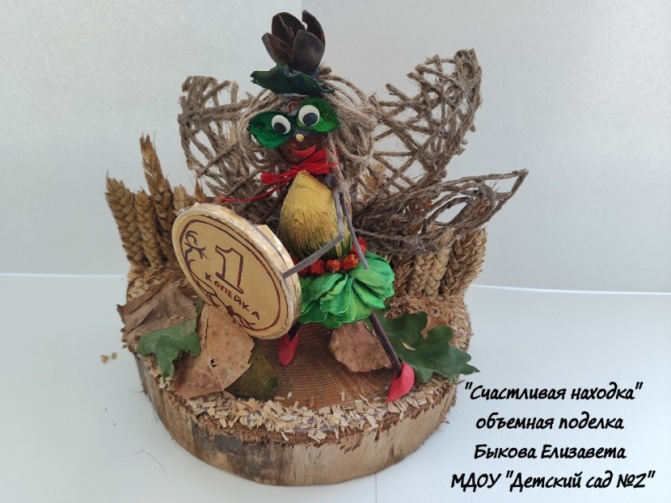 1
КОПЕЙКА
"Счастливая находка"
объемная поделка
Быкова Елизавета
МДОУ "Детский сад №2"